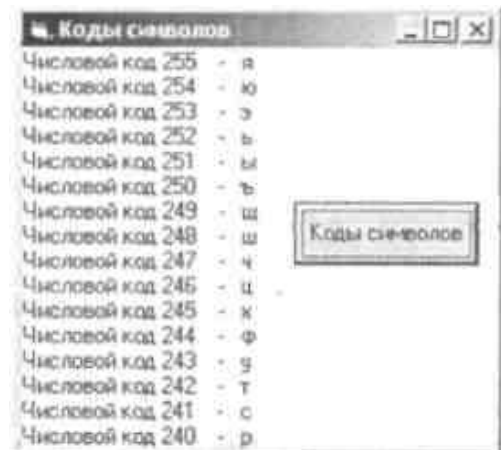 Коды символов
Числовой код 255 - я
Числовой код 254 - ю
Числовой код 253 - э
Числовой код 252 - ь
Числовой код 251 - ы
Числовой код 250 - ъ
Числовой код 249 - щ
Числовой код 248 - ш
Числовой код 247 - ч
Числовой код 246 - ц
Числовой код 245 - х
Числовой код 244 - ф
Числовой код 243 - у
Числовой код 242 - т
Числовой код 241 - с
Числовой код 240 - р
Коды символов